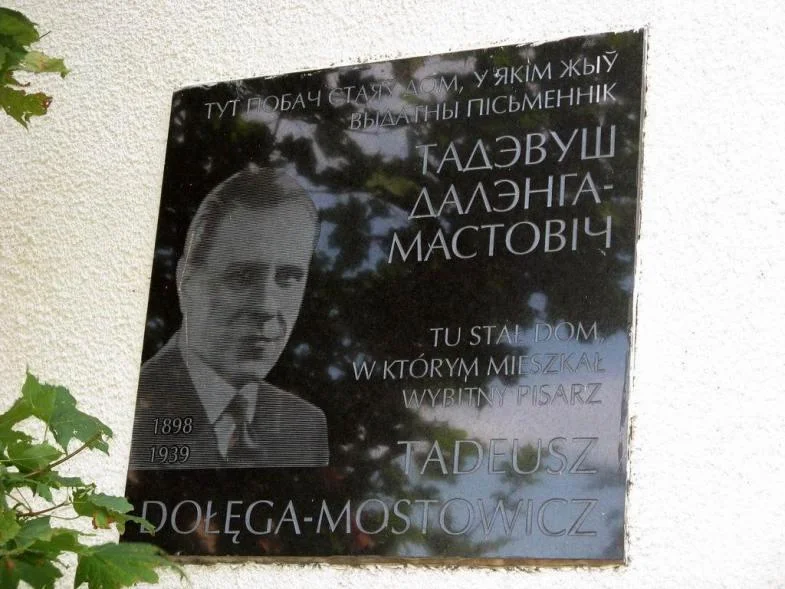 ТУТ ПОБАЧ СТАЯЎ ДОМ, У ЯКІМ ЖЫЎ
ВЫДАТНЫ ПІСЬМЕННІК
ТАДЭВУШ
ДАЛЭНГА-
МАСТОВІЧ
TU STAŁ DOM,
W KTÓRYM MIESZKAŁ
WYBITNY PISARZ
1898
1939
TADEUSZ
DOŁĘGA-MOSTOWICZ